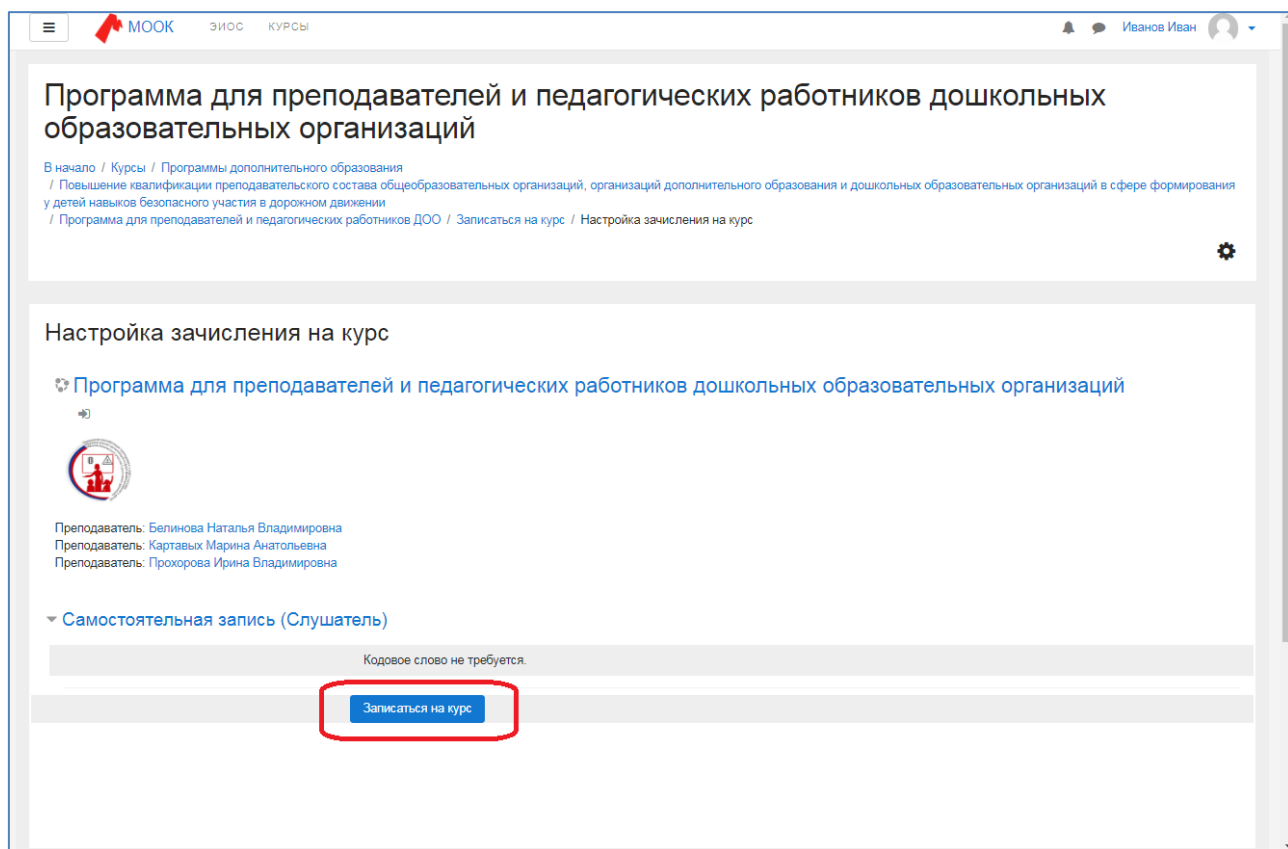 МООК ЭИОС КУРСЫ Иванов Иван
Программа для преподавателей и педагогических работников дошкольных
образовательных организаций
В начало / Курсы / Программы дополнительного образования
/ Повышение квалификации преподавательского состава общеобразовательных организаций, организаций дополнительного образования и дошкольных образовательных организаций в сфере формирования
у детей навыков безопасного участия в дорожном движении
/ Программа для преподавателей и педагогических работников ДОО / Записаться на курс / Настройка зачисления на курс
Настройка зачисления на курс
Программа для преподавателей и педагогических работников дошкольных образовательных организаций
Преподаватель: Белинова Наталья Владимировна
Преподаватель: Картавых Марина Анатольевна
Преподаватель: Прохорова Ирина Владимировна
Самостоятельная запись (Слушатель)
Кодовое слово не требуется.
Записаться на курс